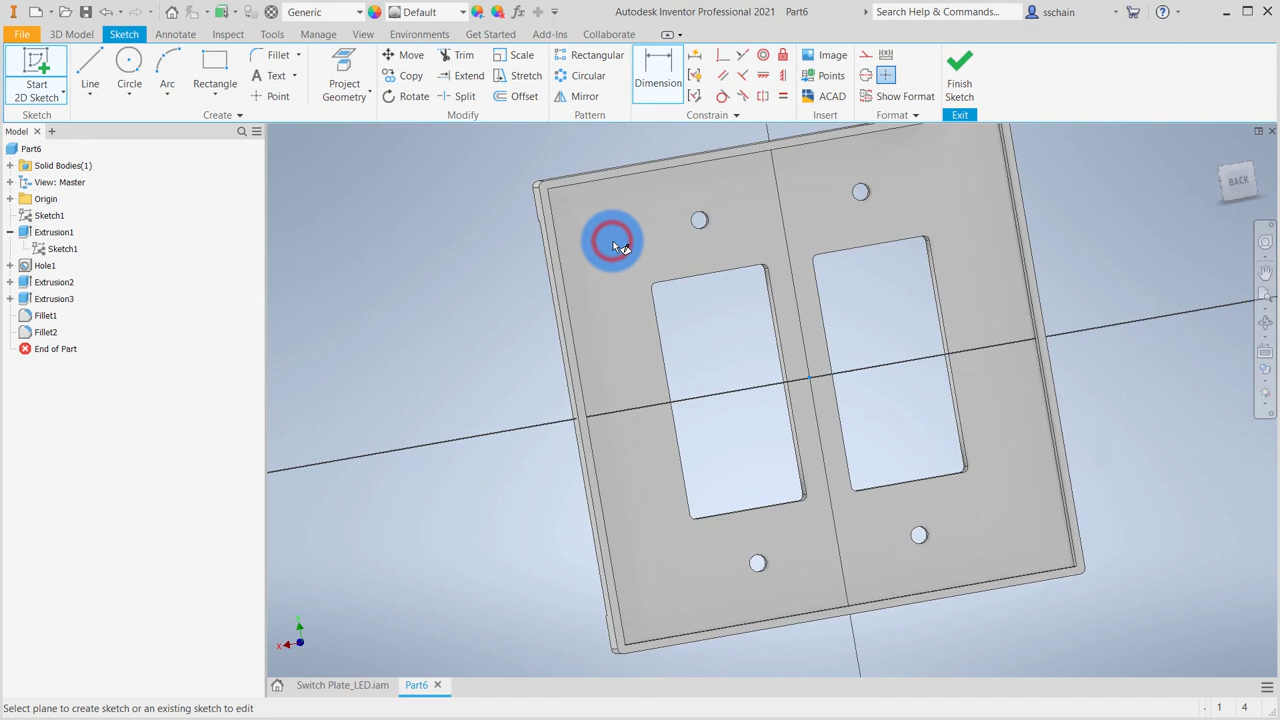 Generic
Default
Autodesk Inventor Professional 2021 Part6
Search Help & Commands...
sschain
File 3D Model Sketch Annotate Inspect Tools Manage View Environments Get Started Add-Ins Collaborate
Start
2D Sketch
Line
Circle
Arc
Rectangle
Fillet
Text
Point
Project
Geometry
Move Trim Scale
Copy Extend Stretch
Rotate Split Offset
Rectangular
Circular
Mirror
Dimension
Image
Points
ACAD
Show Format
Finish
Sketch
Sketch Create Modify Pattern Constrain Insert Format Exit
Model
Part6
Solid Bodies(1)
View: Master
Origin
Sketch1
Extrusion1
Sketch1
Hole1
Extrusion2
Extrusion3
Fillet1
Fillet2
End of Part
BACK
Y
X
Switch Plate_LED.iam Part6
Select plane to create sketch or an existing sketch to edit
1 4